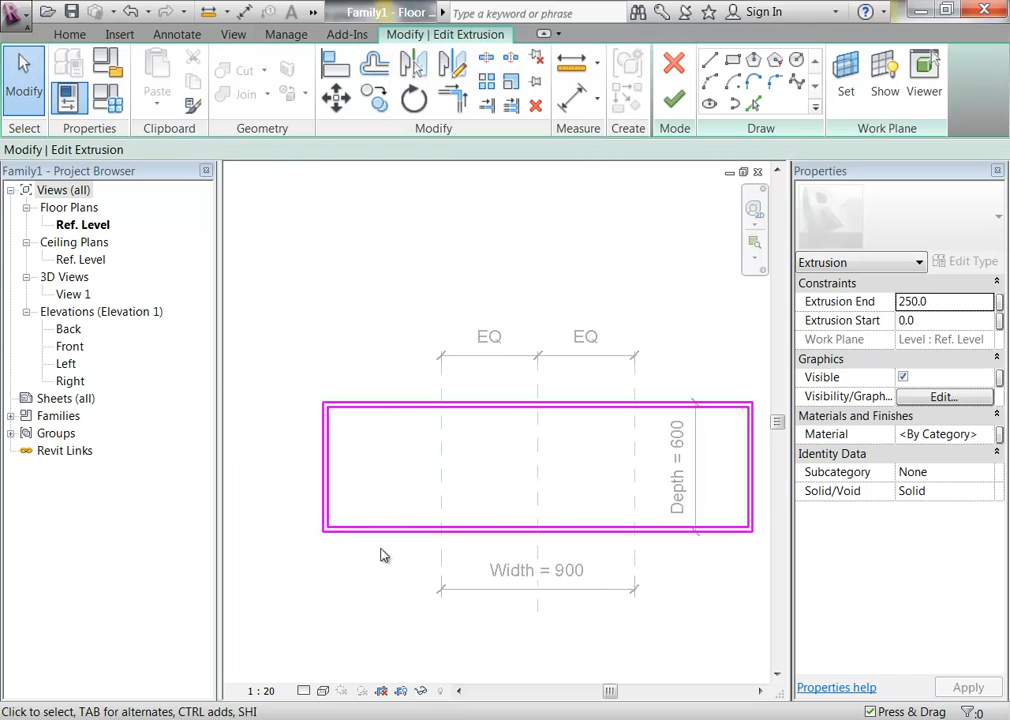 Family1 - Floor ...
Type a keyword or phrase
Sign In
Home Insert Annotate View Manage Add-Ins Modify | Edit Extrusion
Modify
Paste
Cut
Join
Set Show Viewer
Select Properties Clipboard Geometry Modify Measure Create Mode Draw Work Plane
Modify | Edit Extrusion
Family1 - Project Browser
Views (all)
Floor Plans
Ref. Level
Ceiling Plans
Ref. Level
3D Views
View 1
Elevations (Elevation 1)
Back
Front
Left
Right
Sheets (all)
Families
Groups
Revit Links
2D
EQ EQ
Depth = 600
Width = 900
Properties
Extrusion Edit Type
Constraints
Extrusion End 250.0
Extrusion Start 0.0
Work Plane Level : Ref. Level
Graphics
Visible
Visibility/Graph... Edit...
Materials and Finishes
Material <By Category>
Identity Data
Subcategory None
Solid/Void Solid
Properties help Apply
1 : 20
Click to select, TAB for alternates, CTRL adds, SHI
Press & Drag :0